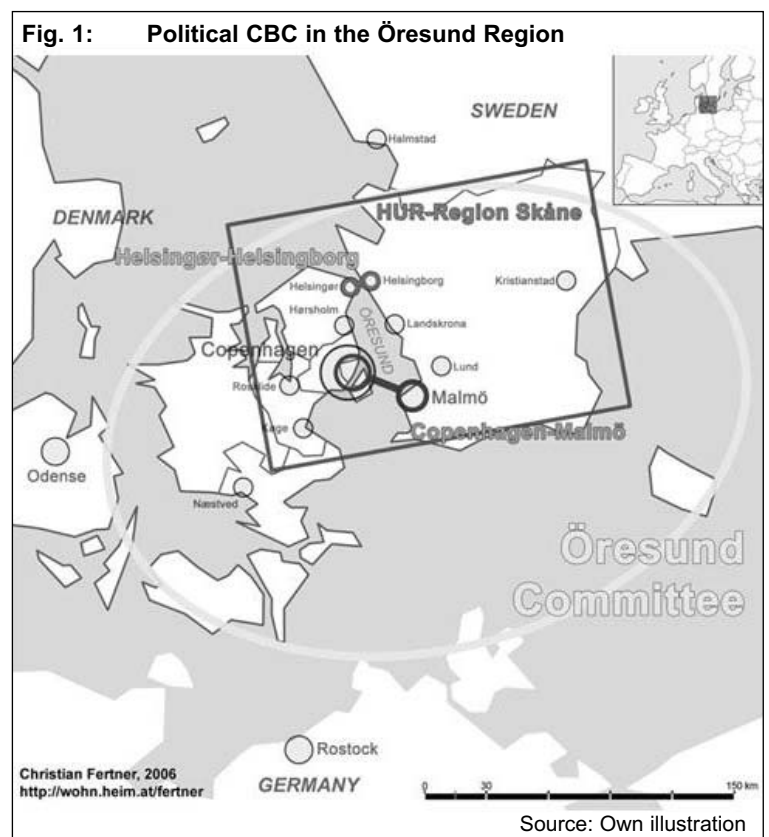 Fig. 1: Political CBC in the Öresund Region
SWEDEN
Halmstad
DENMARK
HUR-Region Skåne
Helsingør-Helsingborg
Helsingør
Helsingborg
Kristianstad
Hørsholm
Landskrona
ÖRESUND
Copenhagen
Lund
Roskilde
Malmö
Køge
Copenhagen-Malmö
Odense
Næstved
Öresund
Committee
Rostock
Christian Fertner, 2006
http://wohn.heim.at/fertner
GERMANY
0 30 150 km
Source: Own illustration